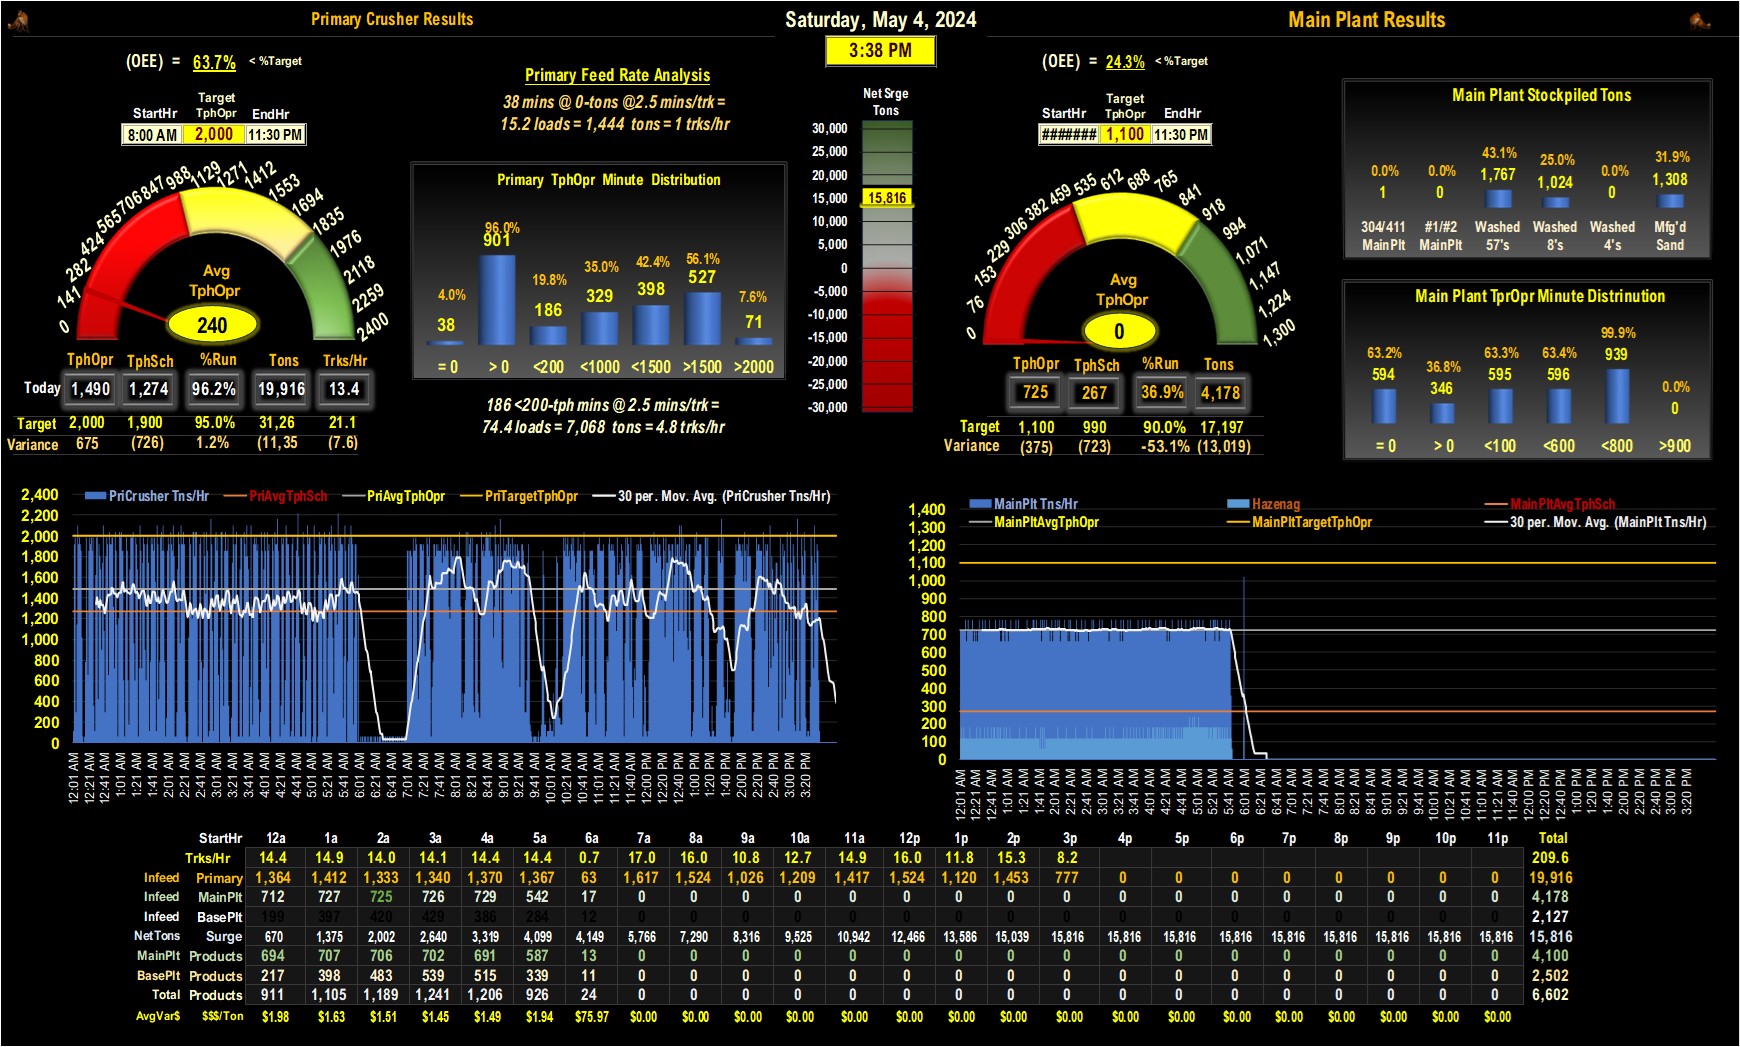 Primary Crusher Results
Saturday, May 4, 2024
Main Plant Results
3:38 PM
(OEE) = 63.7% < %Target
StartHr Target TphOpr EndHr
8:00 AM 2,000 11:30 PM
0 141 282 424 565 706 847 988 1129 1271 1412 1553 1694 1835 1976 2118 2259 2400
Avg
TphOpr
240
TphOpr TphSch %Run Tons Trks/Hr
Today 1,490 1,274 96.2% 19,916 13.4
Target 2,000 1,900 95.0% 31,26 21.1
Variance 675 (726) 1.2% (11,35 (7.6)
Primary Feed Rate Analysis
38 mins @ 0-tons @2.5 mins/trk =
15.2 loads = 1,444 tons = 1 trks/hr
Primary TphOpr Minute Distribution
4.0% 96.0% 19.8% 35.0% 42.4% 56.1% 7.6%
38 901 186 329 398 527 71
= 0 > 0 <200 <1000 <1500 >1500 >2000
186 <200-tph mins @ 2.5 mins/trk =
74.4 loads = 7,068 tons = 4.8 trks/hr
Net Srge
Tons
30,000
25,000
20,000
15,000
15,816
10,000
5,000
0
-5,000
-10,000
-15,000
-20,000
-25,000
-30,000
(OEE) = 24.3% < %Target
StartHr Target TphOpr EndHr
####### 1,100 11:30 PM
0 76 153 229 306 382 459 535 612 688 765 841 918 994 1,071 1,147 1,224 1,300
Avg
TphOpr
0
TphOpr TphSch %Run Tons
725 267 36.9% 4,178
Target 1,100 990 90.0% 17,197
Variance (375) (723) -53.1% (13,019)
Main Plant Stockpiled Tons
0.0% 0.0% 43.1% 25.0% 0.0% 31.9%
1 0 1,767 1,024 0 1,308
304/411 #1/#2 Washed Washed Washed Mfg'd
MainPlt MainPlt 57's 8's 4's Sand
Main Plant TprOpr Minute Distrinution
63.2% 36.8% 63.3% 63.4% 99.9% 0.0%
594 346 595 596 939 0
= 0 > 0 <100 <600 <800 >900
PriCrusher Tns/Hr PriAvgTphSch PriAvgTphOpr PriTargetTphOpr 30 per. Mov. Avg. (PriCrusher Tns/Hr)
2,400
2,200
2,000
1,800
1,600
1,400
1,200
1,000
800
600
400
200
0
12:01 AM 12:21 AM 12:41 AM 1:01 AM 1:21 AM 1:41 AM 2:01 AM 2:21 AM 2:41 AM 3:01 AM 3:21 AM 3:41 AM 4:01 AM 4:21 AM 4:41 AM 5:01 AM 5:21 AM 5:41 AM 6:01 AM 6:21 AM 6:41 AM 7:01 AM 7:21 AM 7:41 AM 8:01 AM 8:21 AM 8:41 AM 9:01 AM 9:21 AM 9:41 AM 10:01 AM 10:21 AM 10:41 AM 11:01 AM 11:21 AM 11:40 AM 12:00 PM 12:20 PM 12:40 PM 1:00 PM 1:20 PM 1:40 PM 2:00 PM 2:20 PM 2:40 PM 3:00 PM 3:20 PM
MainPlt Tns/Hr Hazenag MainPltAvgTphSch
MainPltAvgTphOpr MainPltTargetTphOpr 30 per. Mov. Avg. (MainPlt Tns/Hr)
1,400
1,300
1,200
1,100
1,000
900
800
700
600
500
400
300
200
100
0
12:01 AM 12:21 AM 12:41 AM 1:01 AM 1:21 AM 1:41 AM 2:01 AM 2:21 AM 2:41 AM 3:01 AM 3:21 AM 3:41 AM 4:01 AM 4:21 AM 4:41 AM 5:01 AM 5:21 AM 5:41 AM 6:01 AM 6:21 AM 6:41 AM 7:01 AM 7:21 AM 7:41 AM 8:01 AM 8:21 AM 8:41 AM 9:01 AM 9:21 AM 9:41 AM 10:01 AM 10:21 AM 10:41 AM 11:01 AM 11:21 AM 11:40 AM 12:00 PM 12:20 PM 12:40 PM 1:00 PM 1:20 PM 1:40 PM 2:00 PM 2:20 PM 2:40 PM 3:00 PM 3:20 PM
StartHr 12a 1a 2a 3a 4a 5a 6a 7a 8a 9a 10a 11a 12p 1p 2p 3p 4p 5p 6p 7p 8p 9p 10p 11p Total
Trks/Hr 14.4 14.9 14.0 14.1 14.4 14.4 0.7 17.0 16.0 10.8 12.7 14.9 16.0 11.8 15.3 8.2 209.6
Infeed Primary 1,364 1,412 1,333 1,340 1,370 1,367 63 1,617 1,524 1,026 1,209 1,417 1,524 1,120 1,453 777 0 0 0 0 0 0 0 0 19,916
Infeed MainPlt 712 727 725 726 729 542 17 0 0 0 0 0 0 0 0 0 0 0 0 0 0 0 0 0 4,178
Infeed BasePlt 199 397 420 429 386 284 12 0 0 0 0 0 0 0 0 0 0 0 0 0 0 0 0 0 2,127
NetTons Surge 670 1,375 2,002 2,640 3,319 4,099 4,149 5,766 7,290 8,316 9,525 10,942 12,466 13,586 15,039 15,816 15,816 15,816 15,816 15,816 15,816 15,816 15,816 15,816 15,816
MainPlt Products 694 707 706 702 691 587 13 0 0 0 0 0 0 0 0 0 0 0 0 0 0 0 0 0 4,100
BasePlt Products 217 398 483 539 515 339 11 0 0 0 0 0 0 0 0 0 0 0 0 0 0 0 0 0 2,502
Total Products 911 1,105 1,189 1,241 1,206 926 24 0 0 0 0 0 0 0 0 0 0 0 0 0 0 0 0 0 6,602
AvgVar$ $$$/Ton $1.98 $1.63 $1.51 $1.45 $1.49 $1.94 $75.97 $0.00 $0.00 $0.00 $0.00 $0.00 $0.00 $0.00 $0.00 $0.00 $0.00 $0.00 $0.00 $0.00 $0.00 $0.00 $0.00 $0.00